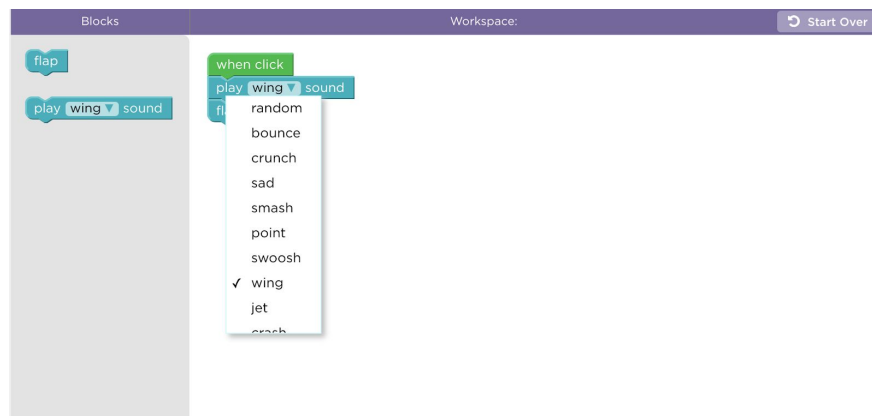 Blocks
Workspace:
Start Over
flap
play wing ▼ sound
when click
play wing ▼ sound
random
bounce
crunch
sad
smash
point
swoosh
✓ wing
jet
crash